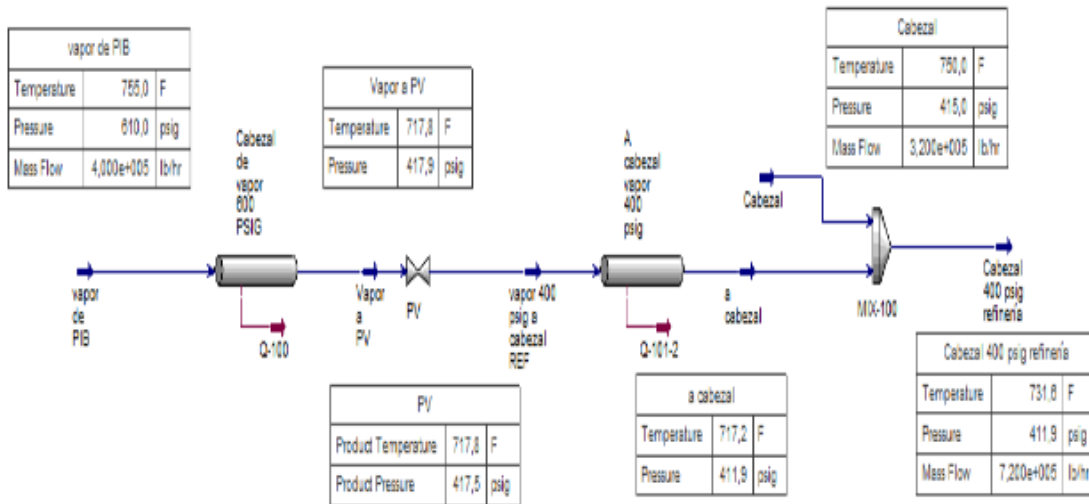 vapor de PIB
Temperature 755,0 F
Pressure 610,0 psig
Mass Flow 4,000e+005 lb/hr
Cabezal
de
vapor
600
PSIG
Vapor a PV
Temperature 717,8 F
Pressure 417,9 psig
A
cabezal
vapor
400
psig
Cabezal
Temperature 750,0 F
Pressure 415,0 psig
Mass Flow 3,200e+005 lb/hr
Cabezal
vapor
de
PIB
Q-100
Vapor
a
PV
PV
vapor 400
psig a
cabezal
REF
Q-101-2
a
cabezal
MIX-100
Cabezal
400 psig
refinería
PV
Product Temperature 717,8 F
Product Pressure 417,5 psig
a cabezal
Temperature 717,2 F
Pressure 411,9 psig
Cabezal 400 psig refinería
Temperature 731,6 F
Pressure 411,9 psig
Mass Flow 7,200e+005 lb/hr